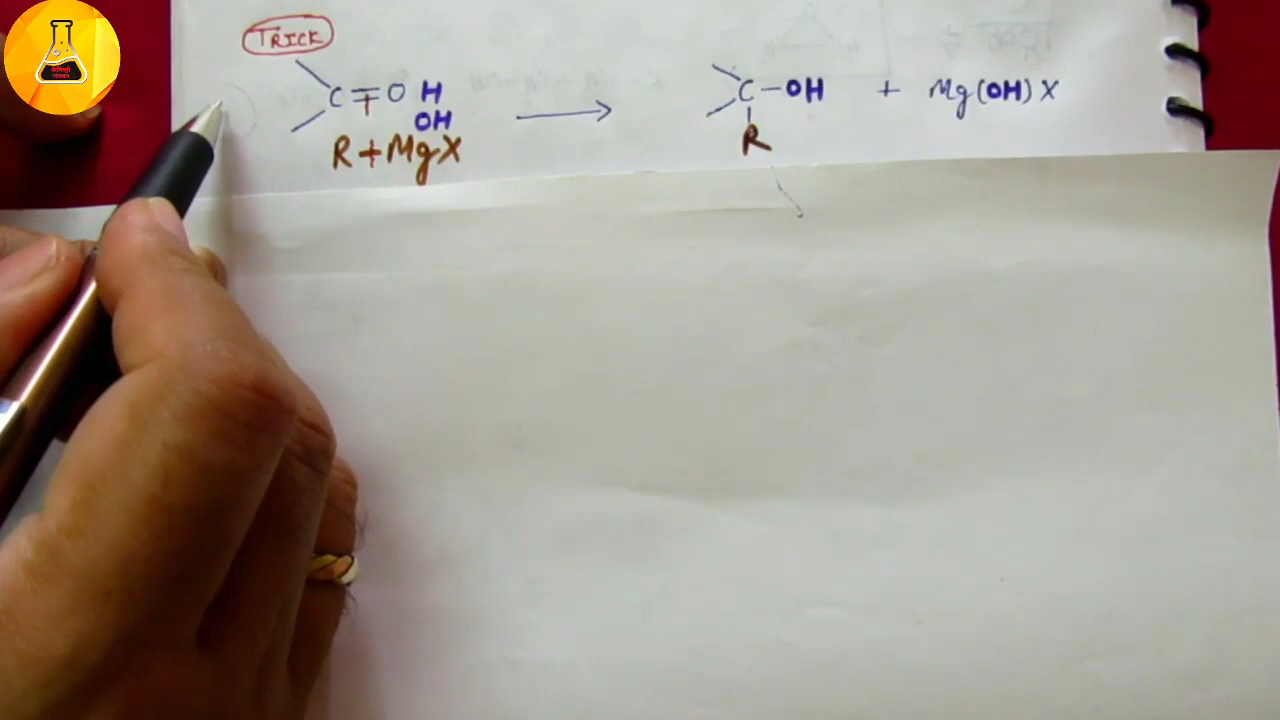 TRICK
C = O H
OH
R + MgX
C - OH + Mg(OH) X
R